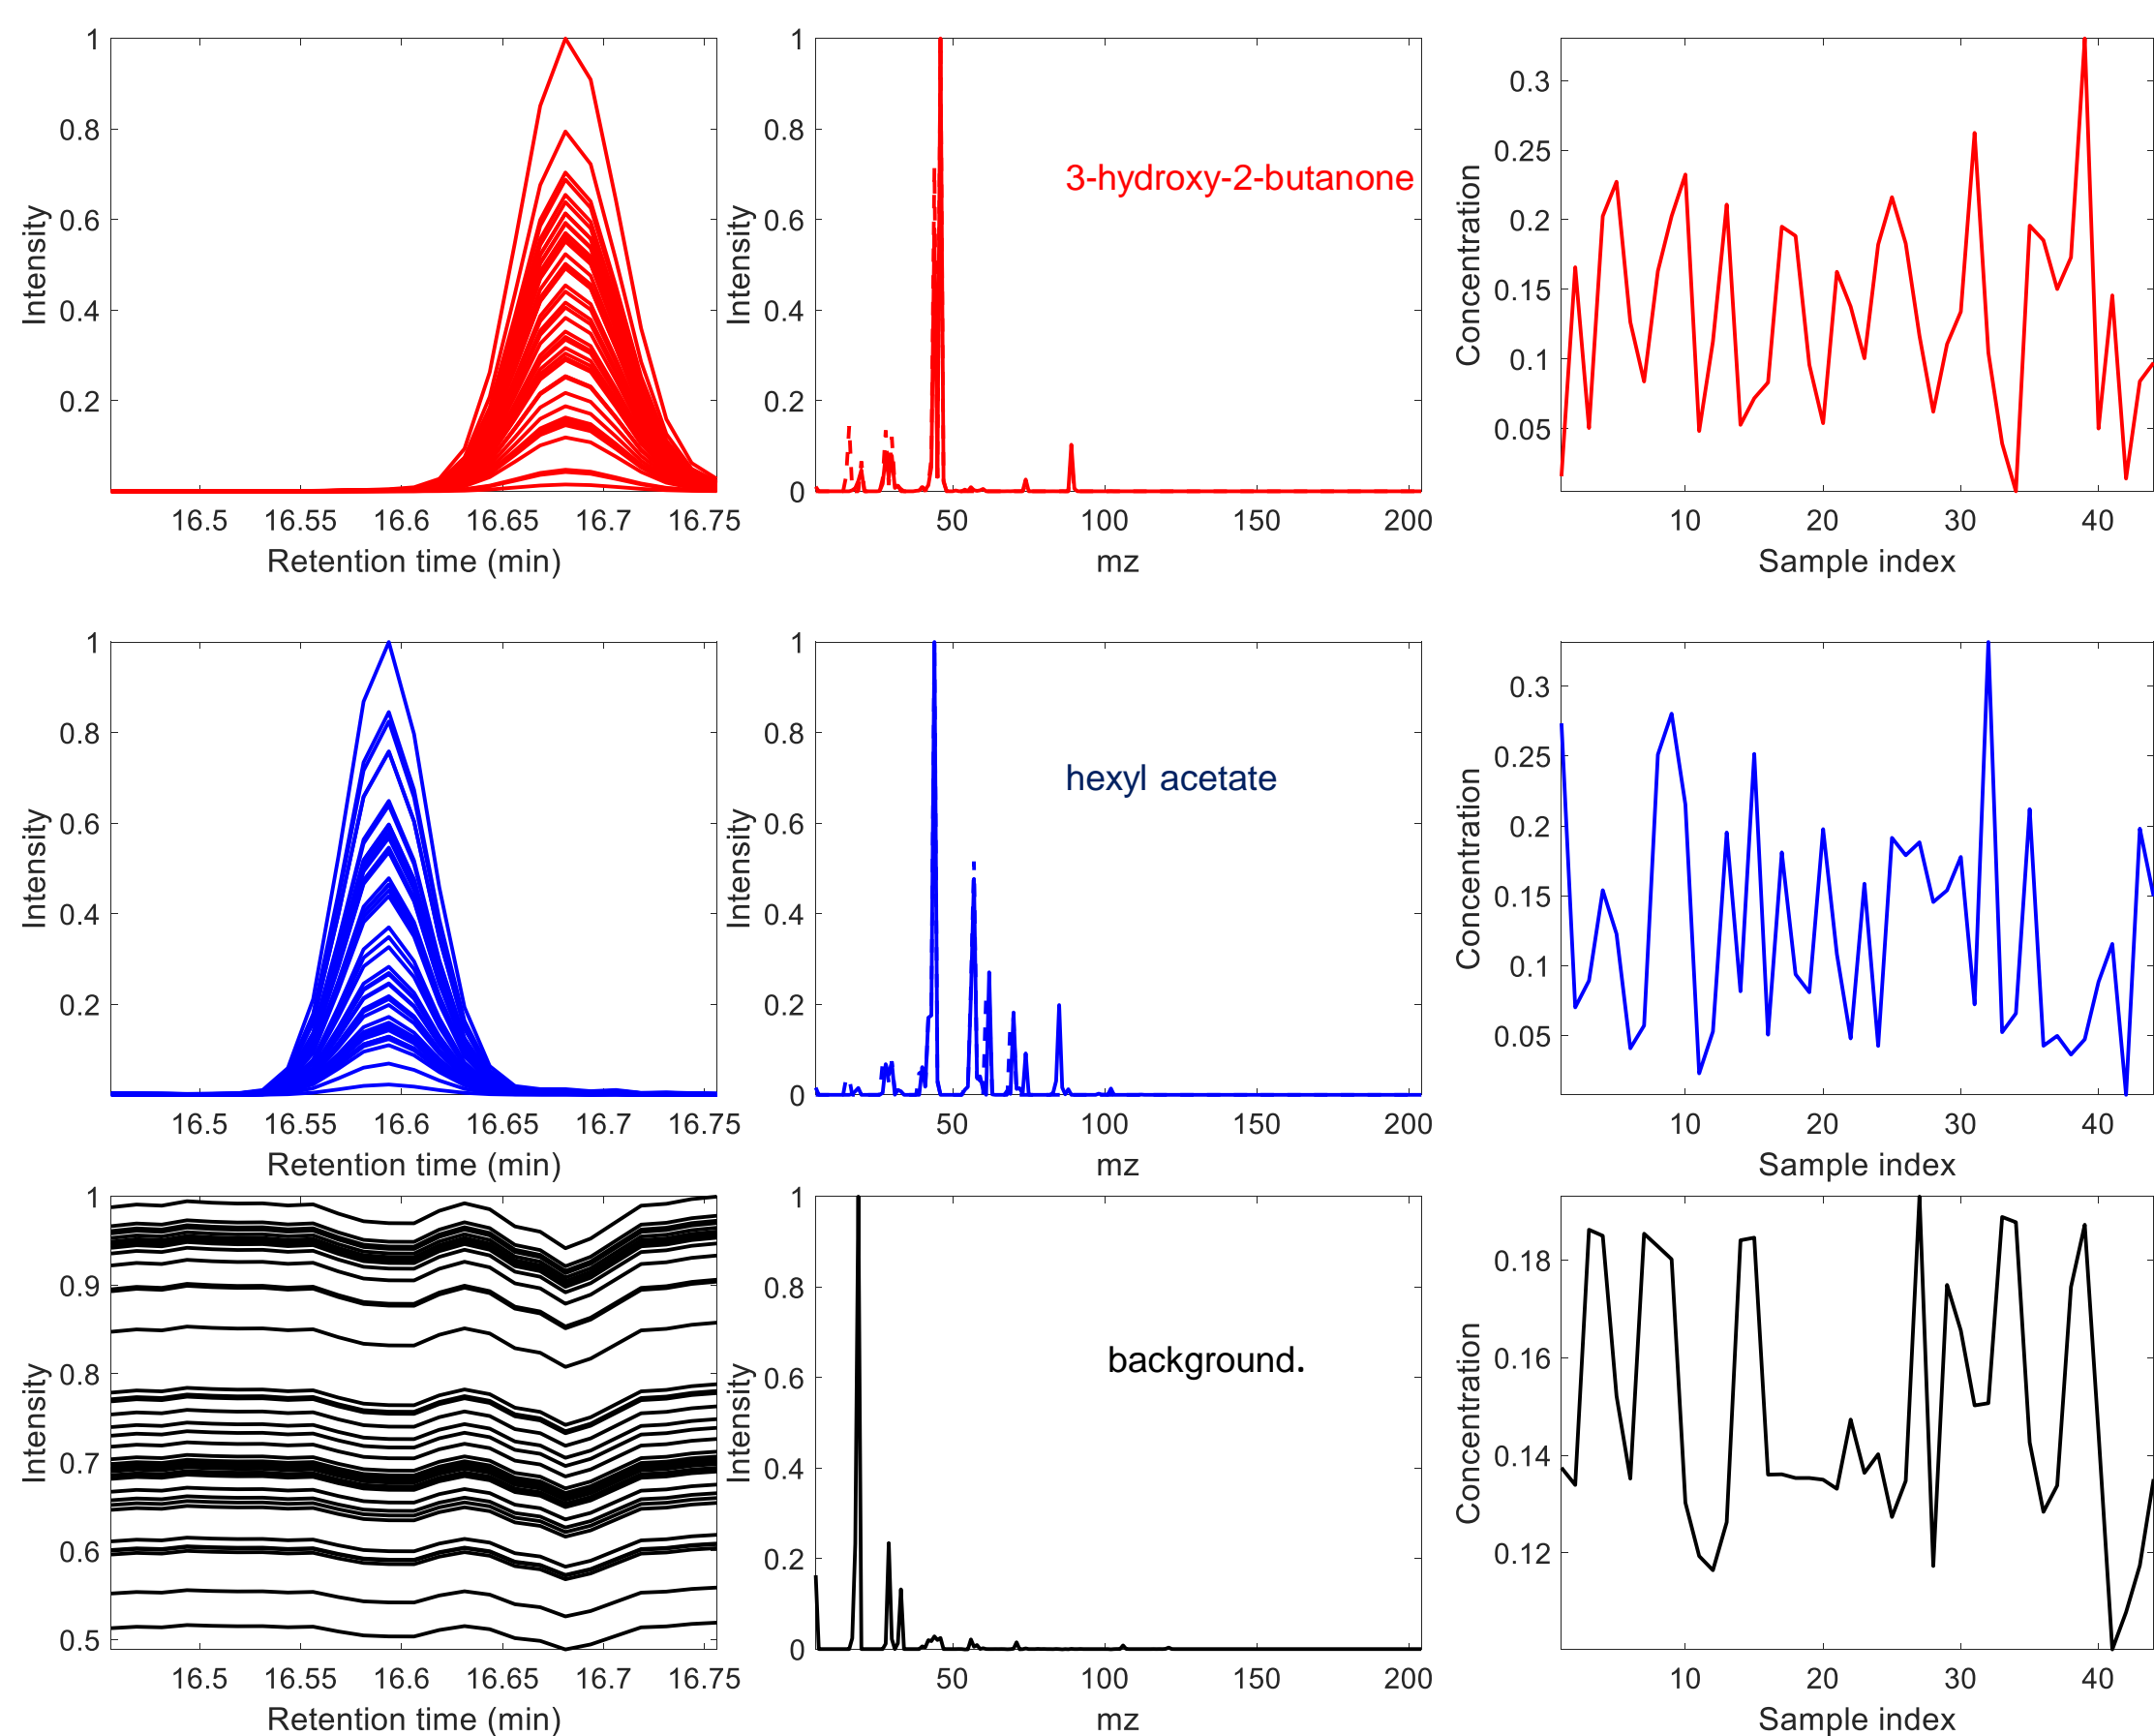 1
0.8
0.6
0.4
0.2
Intensity
16.5 16.55 16.6 16.65 16.7 16.75
Retention time (min)
1
0.8
0.6
0.4
0.2
0
Intensity
3-hydroxy-2-butanone
50 100 150 200
mz
0.3
0.25
0.2
0.15
0.1
0.05
Concentration
10 20 30 40
Sample index
1
0.8
0.6
0.4
0.2
Intensity
16.5 16.55 16.6 16.65 16.7 16.75
Retention time (min)
1
0.8
0.6
0.4
0.2
0
Intensity
hexyl acetate
50 100 150 200
mz
0.3
0.25
0.2
0.15
0.1
0.05
Concentration
10 20 30 40
Sample index
1
0.9
0.8
0.7
0.6
0.5
Intensity
16.5 16.55 16.6 16.65 16.7 16.75
Retention time (min)
1
0.8
0.6
0.4
0.2
0
Intensity
background.
50 100 150 200
mz
0.18
0.16
0.14
0.12
Concentration
10 20 30 40
Sample index